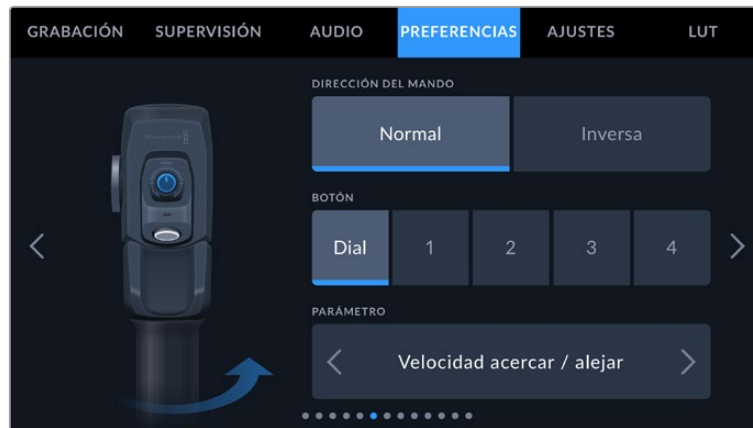 GRABACIÓN SUPERVISIÓN AUDIO PREFERENCIAS AJUSTES LUT
DIRECCIÓN DEL MANDO
Normal Inversa
BOTÓN
Dial 1 2 3 4
PARÁMETRO
Velocidad acercar / alejar